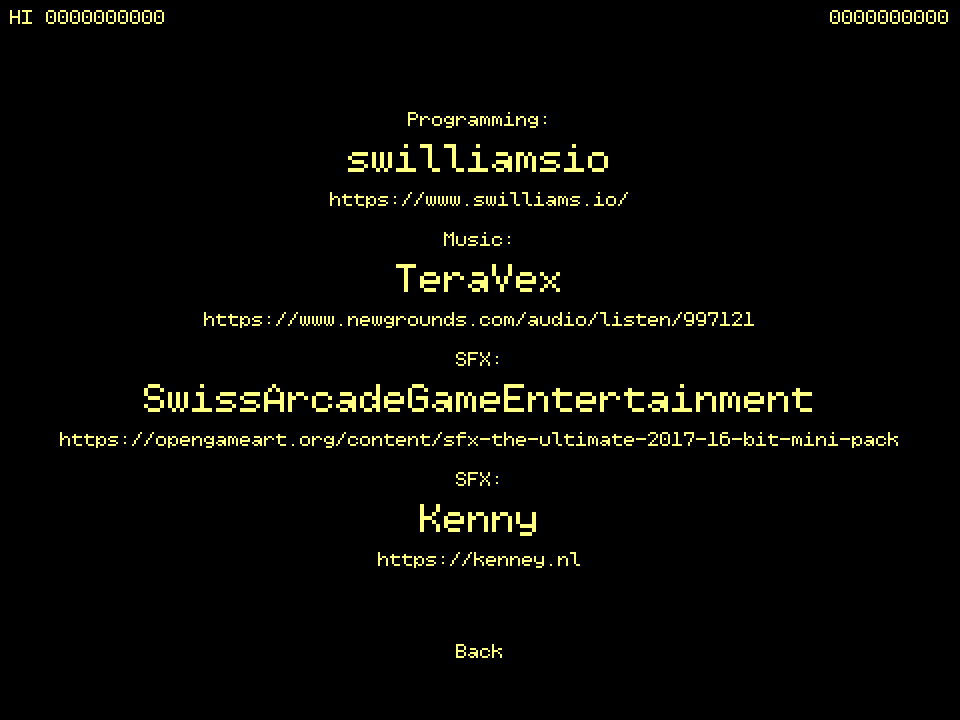 HI 0000000000 0000000000
Programming:
swilliamsio
https://www.swilliams.io/
Music:
TeraVex
https://www.newgrounds.com/audio/listen/997121
SFX:
SwissArcadeGameEntertainment
https://opengameart.org/content/sfx-the-ultimate-2017-16-bit-mini-pack
SFX:
Kenny
https://kenney.nl
Back